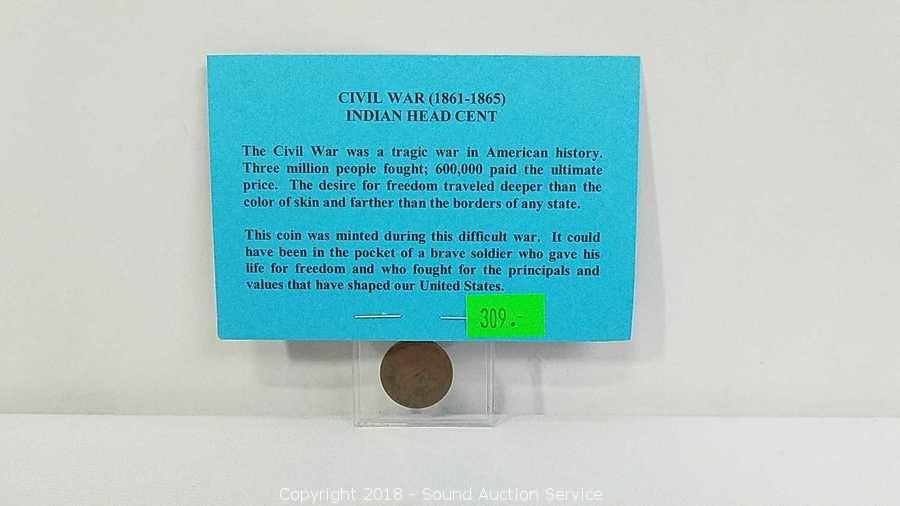 CIVIL WAR (1861-1865)
INDIAN HEAD CENT
The Civil War was a tragic war in American history.
Three million people fought; 600,000 paid the ultimate
price. The desire for freedom traveled deeper than the
color of skin and farther than the borders of any state.
This coin was minted during this difficult war. It could
have been in the pocket of a brave soldier who gave his
life for freedom and who fought for the principals and
values that have shaped our United States.
309.-
Copyright 2018 - Sound Auction Service